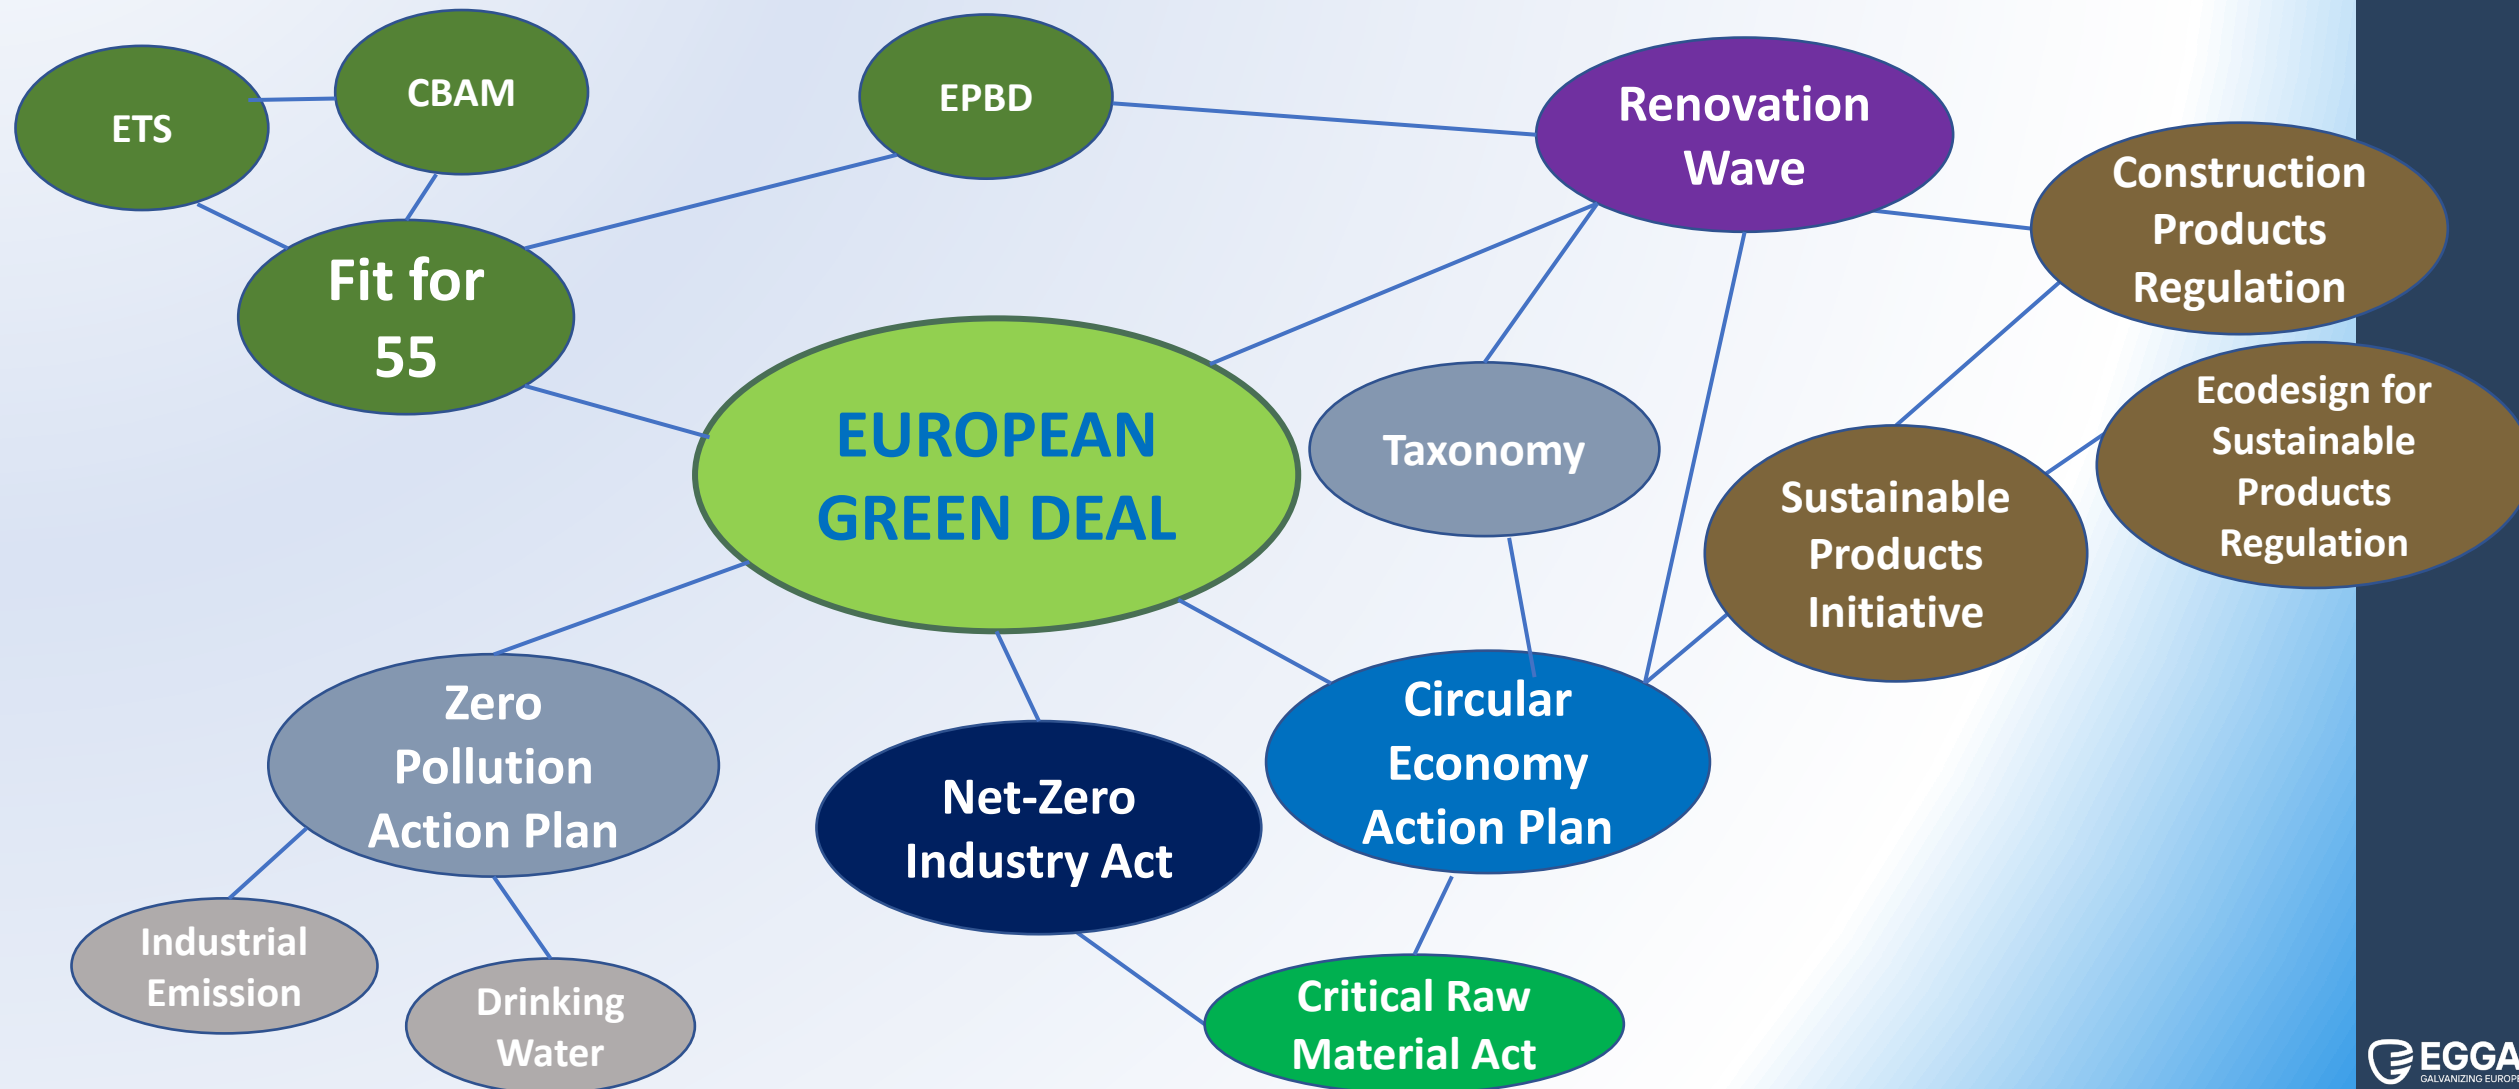 ETS
CBAM
EPBD
Renovation
Wave
Construction
Products
Regulation
Fit for
55
EUROPEAN
GREEN DEAL
Taxonomy
Ecodesign for
Sustainable
Products
Regulation
Sustainable
Products
Initiative
Zero
Pollution
Action Plan
Net-Zero
Industry Act
Circular
Economy
Action Plan
Industrial
Emission
Drinking
Water
Critical Raw
Material Act
EGGA
GALVANIZING EUROPE